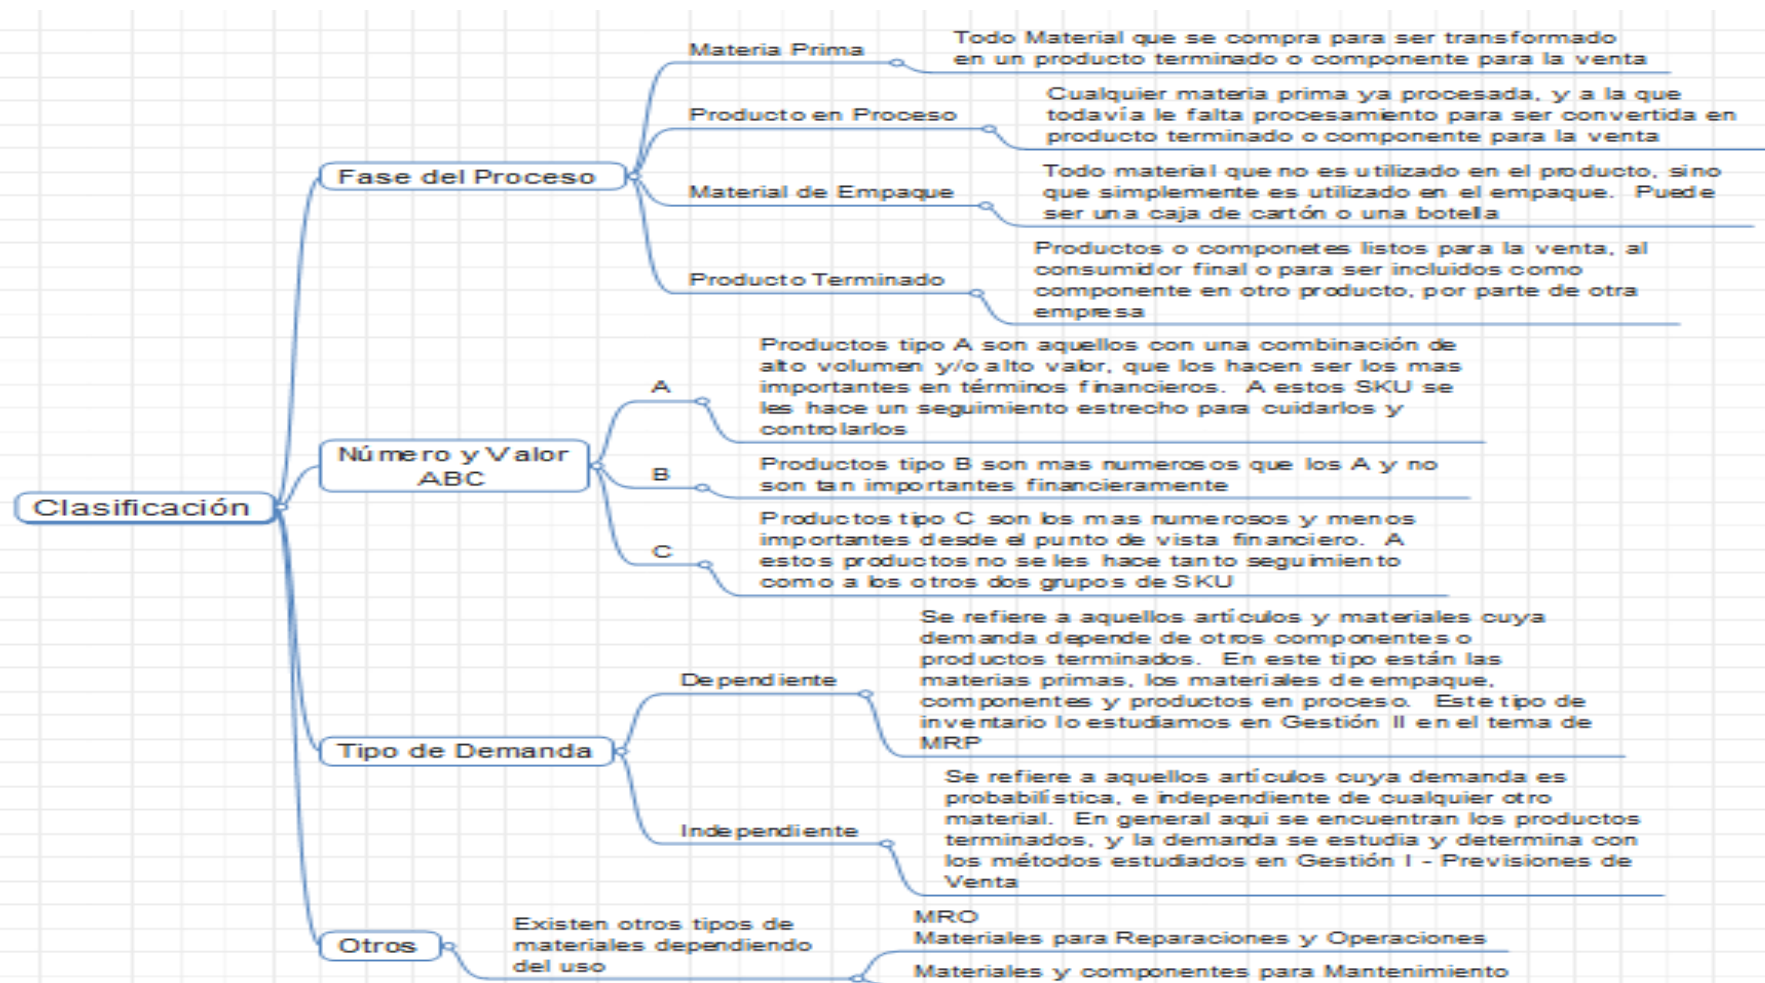 Clasificación
Fase del Proceso
Materia Prima
Todo Material que se compra para ser transformado
en un producto terminado o componente para la venta
Producto en Proceso
Cualquier materia prima ya procesada, y a la que
todavía le falta procesamiento para ser convertida en
producto terminado o componente para la venta
Material de Empaque
Todo material que no es utilizado en el producto, sino
que simplemente es utilizado en el empaque. Puede
ser una caja de cartón o una botella
Producto Terminado
Productos o componetes listos para la venta, al
consumidor final o para ser incluidos como
componente en otro producto, por parte de otra
empresa
Número y Valor
ABC
A
Productos tipo A son aquellos con una combinación de
alto volumen y/o alto valor, que los hacen ser los mas
importantes en términos financieros. A estos SKU se
les hace un seguimiento estrecho para cuidarlos y
controlarlos
B
Productos tipo B son mas numerosos que los A y no
son tan importantes financieramente
C
Productos tipo C son los mas numerosos y menos
importantes desde el punto de vista financiero. A
estos productos no se les hace tanto seguimiento
como a los otros dos grupos de SKU
Tipo de Demanda
Dependiente
Se refiere a aquellos artículos y materiales cuya
demanda depende de otros componentes o
productos terminados. En este tipo están las
materias primas, los materiales de empaque,
componentes y productos en proceso. Este tipo de
inventario lo estudiamos en Gestión II en el tema de
MRP
Independiente
Se refiere a aquellos artículos cuya demanda es
probabilística, e independiente de cualquier otro
material. En general aqui se encuentran los productos
terminados, y la demanda se estudia y determina con
los métodos estudiados en Gestión I - Previsiones de
Venta
Otros
Existen otros tipos de
materiales dependiendo
del uso
MRO
Materiales para Reparaciones y Operaciones
Materiales y componentes para Mantenimiento